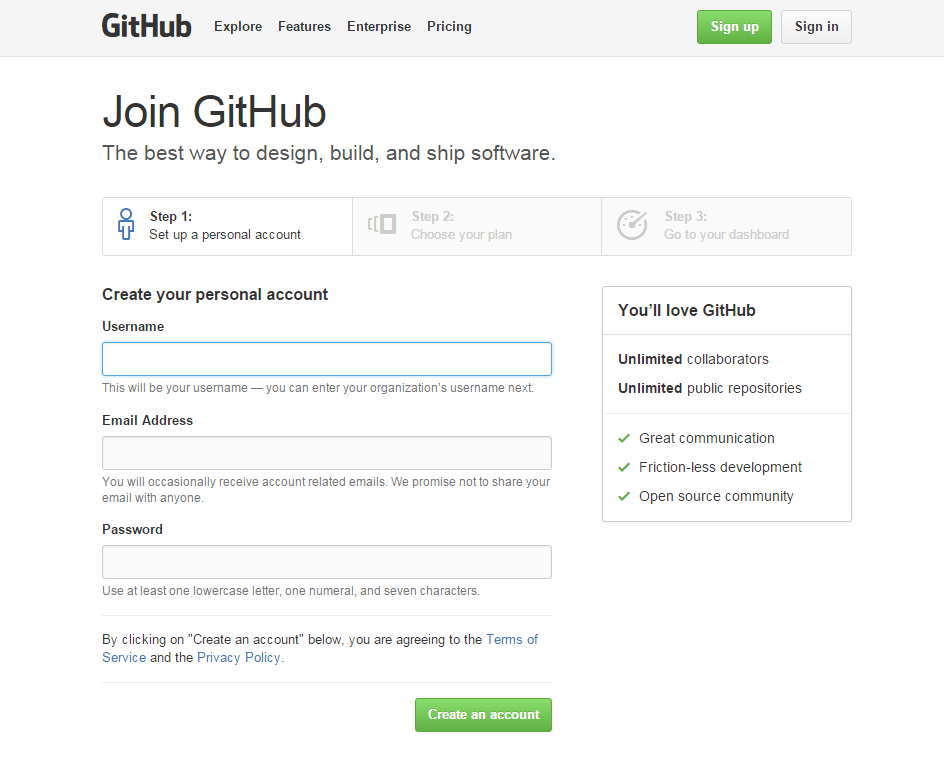 GitHub Explore Features Enterprise Pricing Sign up Sign in
Join GitHub
The best way to design, build, and ship software.
Step 1:
Set up a personal account
Step 2:
Choose your plan
Step 3:
Go to your dashboard
Create your personal account
Username
This will be your username — you can enter your organization's username next.
Email Address
You will occasionally receive account related emails. We promise not to share your
email with anyone.
Password
Use at least one lowercase letter, one numeral, and seven characters.
By clicking on "Create an account" below, you are agreeing to the Terms of
Service and the Privacy Policy.
Create an account
You’ll love GitHub
Unlimited collaborators
Unlimited public repositories
Great communication
Friction-less development
Open source community